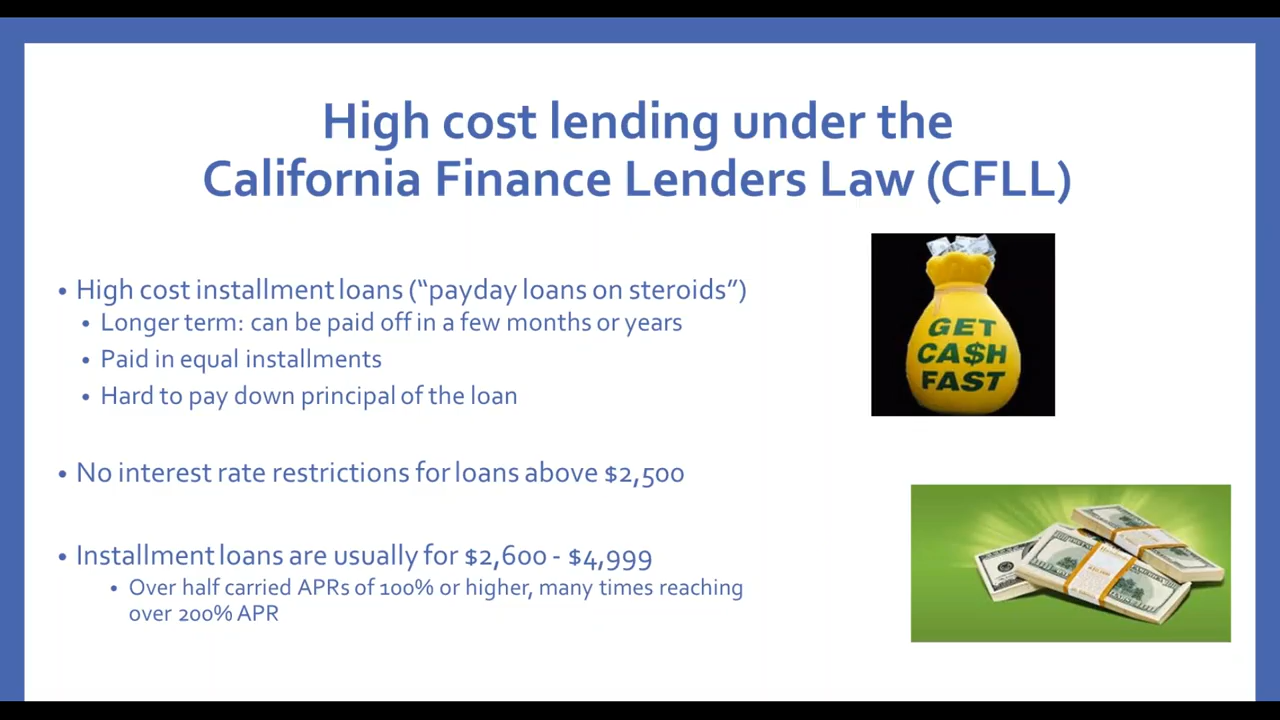 High cost lending under the
California Finance Lenders Law (CFLL)
• High cost installment loans (“payday loans on steroids”)
• Longer term: can be paid off in a few months or years
• Paid in equal installments
• Hard to pay down principal of the loan
GET
CA$H
FAST
• No interest rate restrictions for loans above $2,500
• Installment loans are usually for $2,600 - $4,999
• Over half carried APRs of 100% or higher, many times reaching
over 200% APR